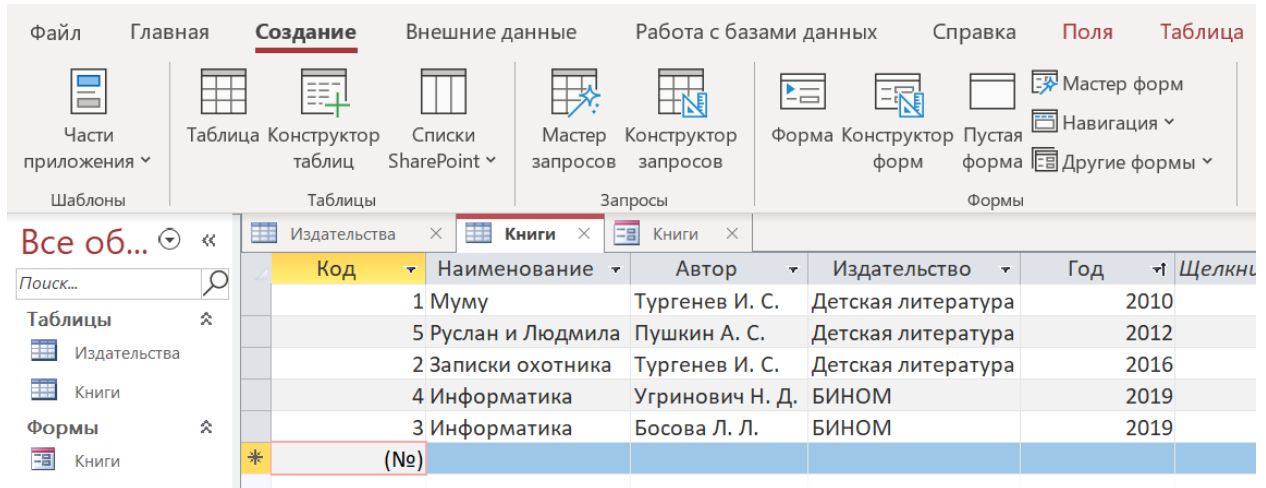 Файл Главная Создание Внешние данные Работа с базами данных Справка Поля Таблица
Части приложения
Таблица
Конструктор таблиц
Списки SharePoint
Мастер запросов
Конструктор запросов
Форма
Конструктор форм
Пустая форма
Мастер форм
Навигация
Другие формы
Шаблоны Таблицы Запросы Формы
Все об...
Поиск...
Таблицы
Издательства
Книги
Формы
Книги
Издательства Книги Книги
Код Наименование Автор Издательство Год Щелкни
1 Муму Тургенев И. С. Детская литература 2010
5 Руслан и Людмила Пушкин А. С. Детская литература 2012
2 Записки охотника Тургенев И. С. Детская литература 2016
4 Информатика Угринович Н. Д. БИНОМ 2019
3 Информатика Босова Л. Л. БИНОМ 2019
(№)